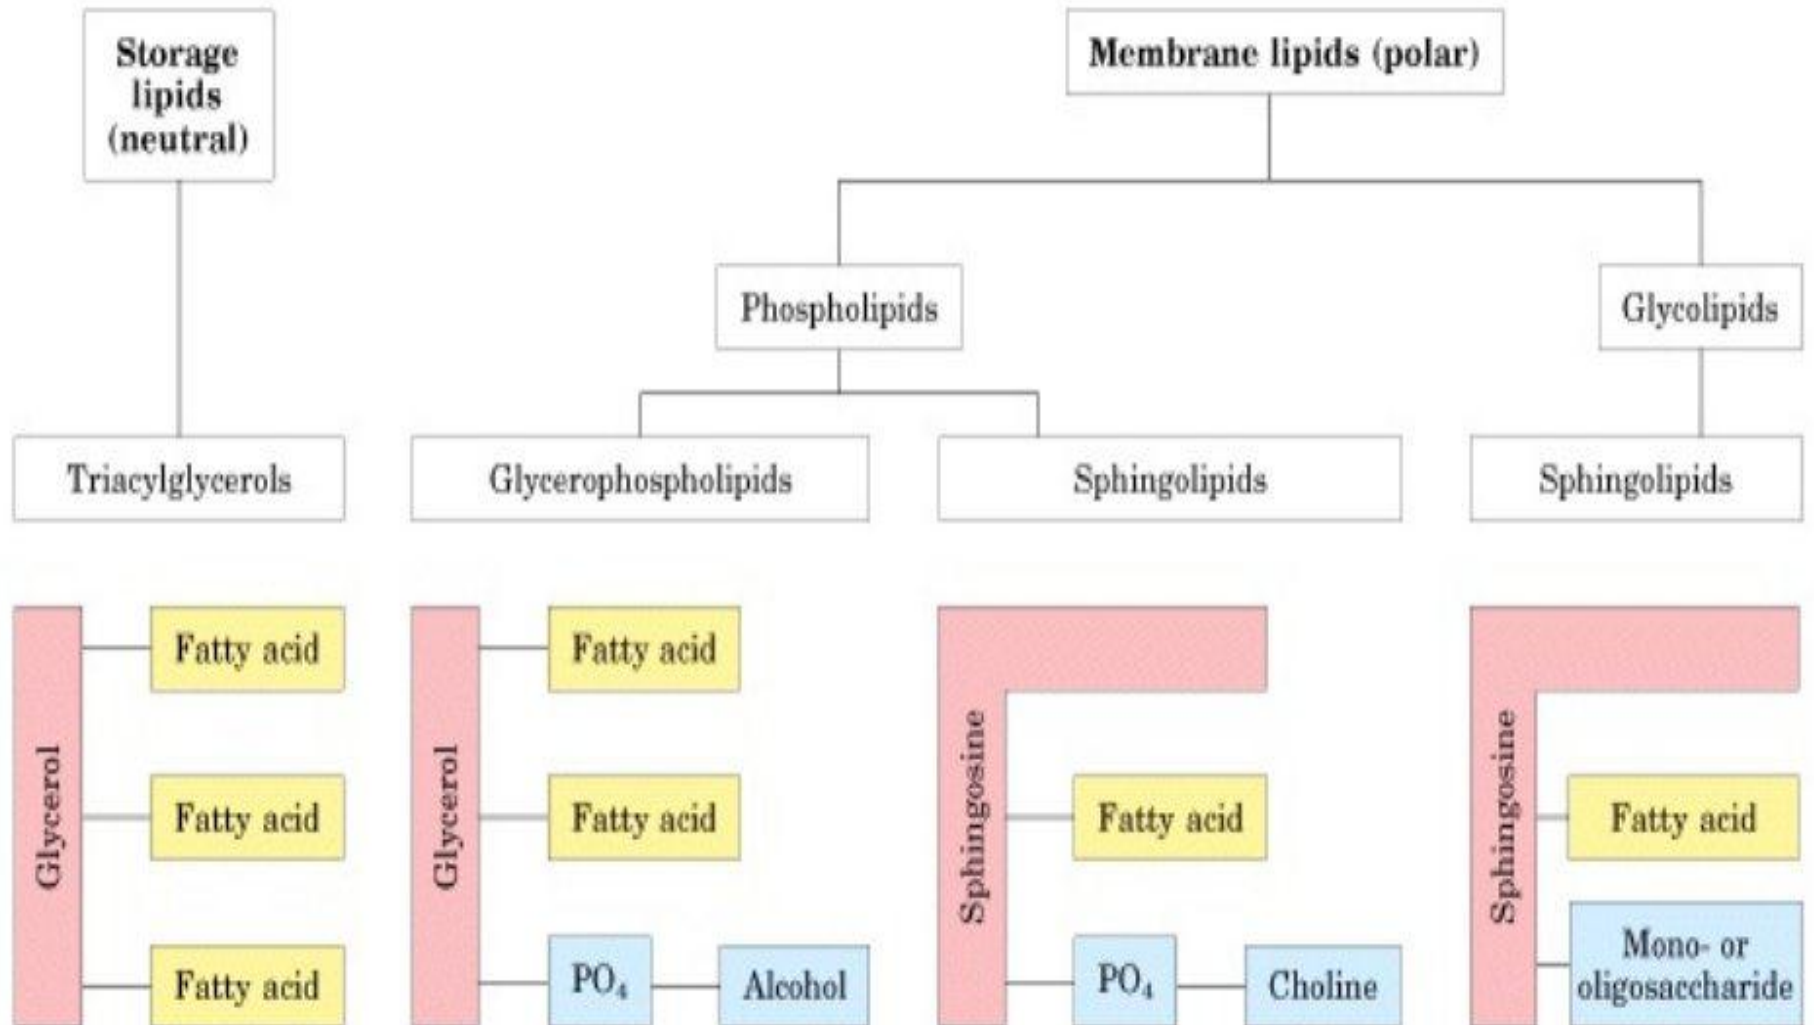 Storage
lipids
(neutral)
Membrane lipids (polar)
Phospholipids
Glycolipids
Triacylglycerols
Glycerophospholipids
Sphingolipids
Sphingolipids
Glycerol
Fatty acid
Fatty acid
Fatty acid
Glycerol
Fatty acid
Fatty acid
PO₄
Alcohol
Sphingosine
Fatty acid
PO₄
Choline
Sphingosine
Fatty acid
Mono- or
oligosaccharide